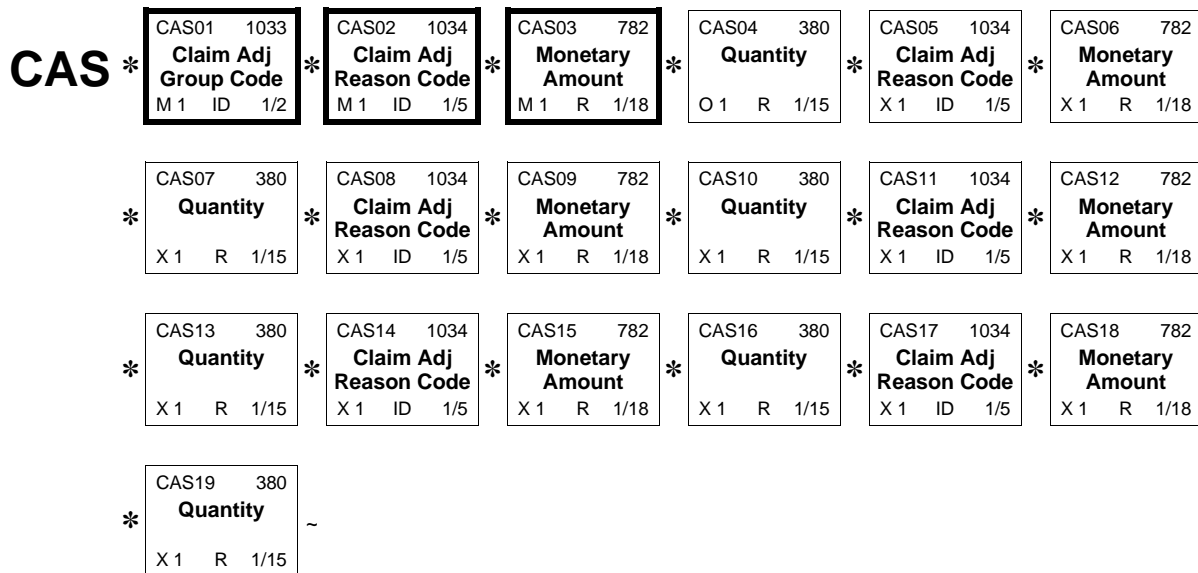 CAS01 1033 CAS02 1034 CAS03 782 CAS04 380 CAS05 1034 CAS06 782
CAS * Claim Adj * Claim Adj * Monetary * Quantity * Claim Adj * Monetary
Group Code Reason Code Amount Reason Code Amount
M 1 ID 1/2 M 1 ID 1/5 M 1 R 1/18 O 1 R 1/15 X 1 ID 1/5 X 1 R 1/18
CAS07 380 CAS08 1034 CAS09 782 CAS10 380 CAS11 1034 CAS12 782
* Quantity * Claim Adj * Monetary * Quantity * Claim Adj * Monetary
Reason Code Amount Reason Code Amount
X 1 R 1/15 X 1 ID 1/5 X 1 R 1/18 X 1 R 1/15 X 1 ID 1/5 X 1 R 1/18
CAS13 380 CAS14 1034 CAS15 782 CAS16 380 CAS17 1034 CAS18 782
* Quantity * Claim Adj * Monetary * Quantity * Claim Adj * Monetary
Reason Code Amount Reason Code Amount
X 1 R 1/15 X 1 ID 1/5 X 1 R 1/18 X 1 R 1/15 X 1 ID 1/5 X 1 R 1/18
CAS19 380
* Quantity ~
X 1 R 1/15